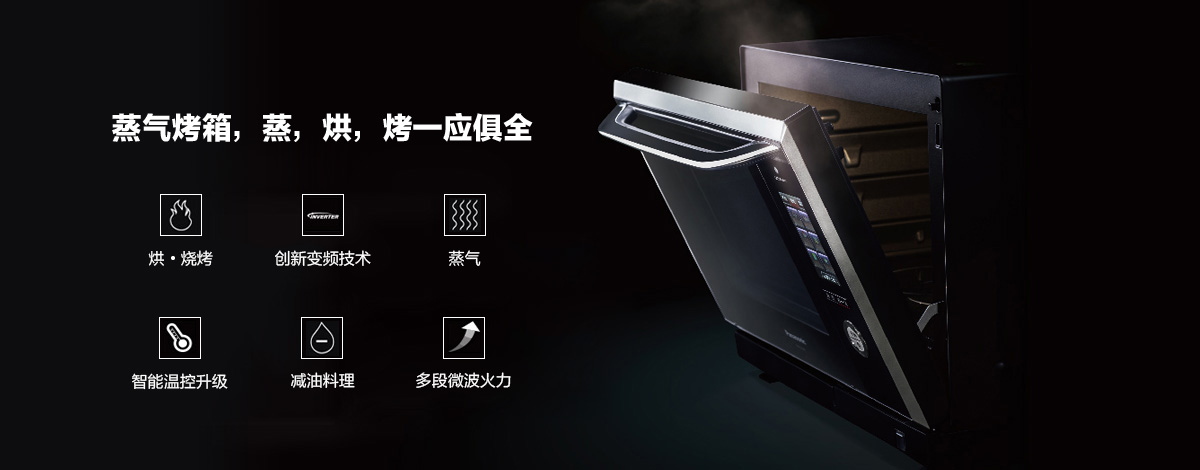 蒸气烤箱，蒸，烘，烤一应俱全
INVERTER
烘・烧烤
创新变频技术
蒸气
智能温控升级
减油料理
多段微波火力
Panasonic